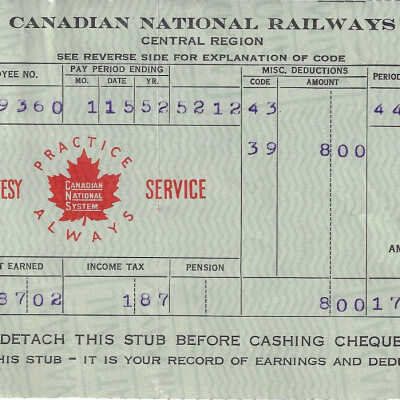 CANADIAN NATIONAL RAILWAYS
CENTRAL REGION
SEE REVERSE SIDE FOR EXPLANATION OF CODE
YEE NO. PAY PERIOD ENDING MISC. DEDUCTIONS PERIOD
MO. DATE YR. CODE AMOUNT
9360 115525212 43 44
39 800
PRACTICE
ESY CANADIAN NATIONAL SYSTEM SERVICE
ALWAYS
AM
T EARNED INCOME TAX PENSION
8702 187 800 17
DETACH THIS STUB BEFORE CASHING CHEQUE
HIS STUB - IT IS YOUR RECORD OF EARNINGS AND DEDU